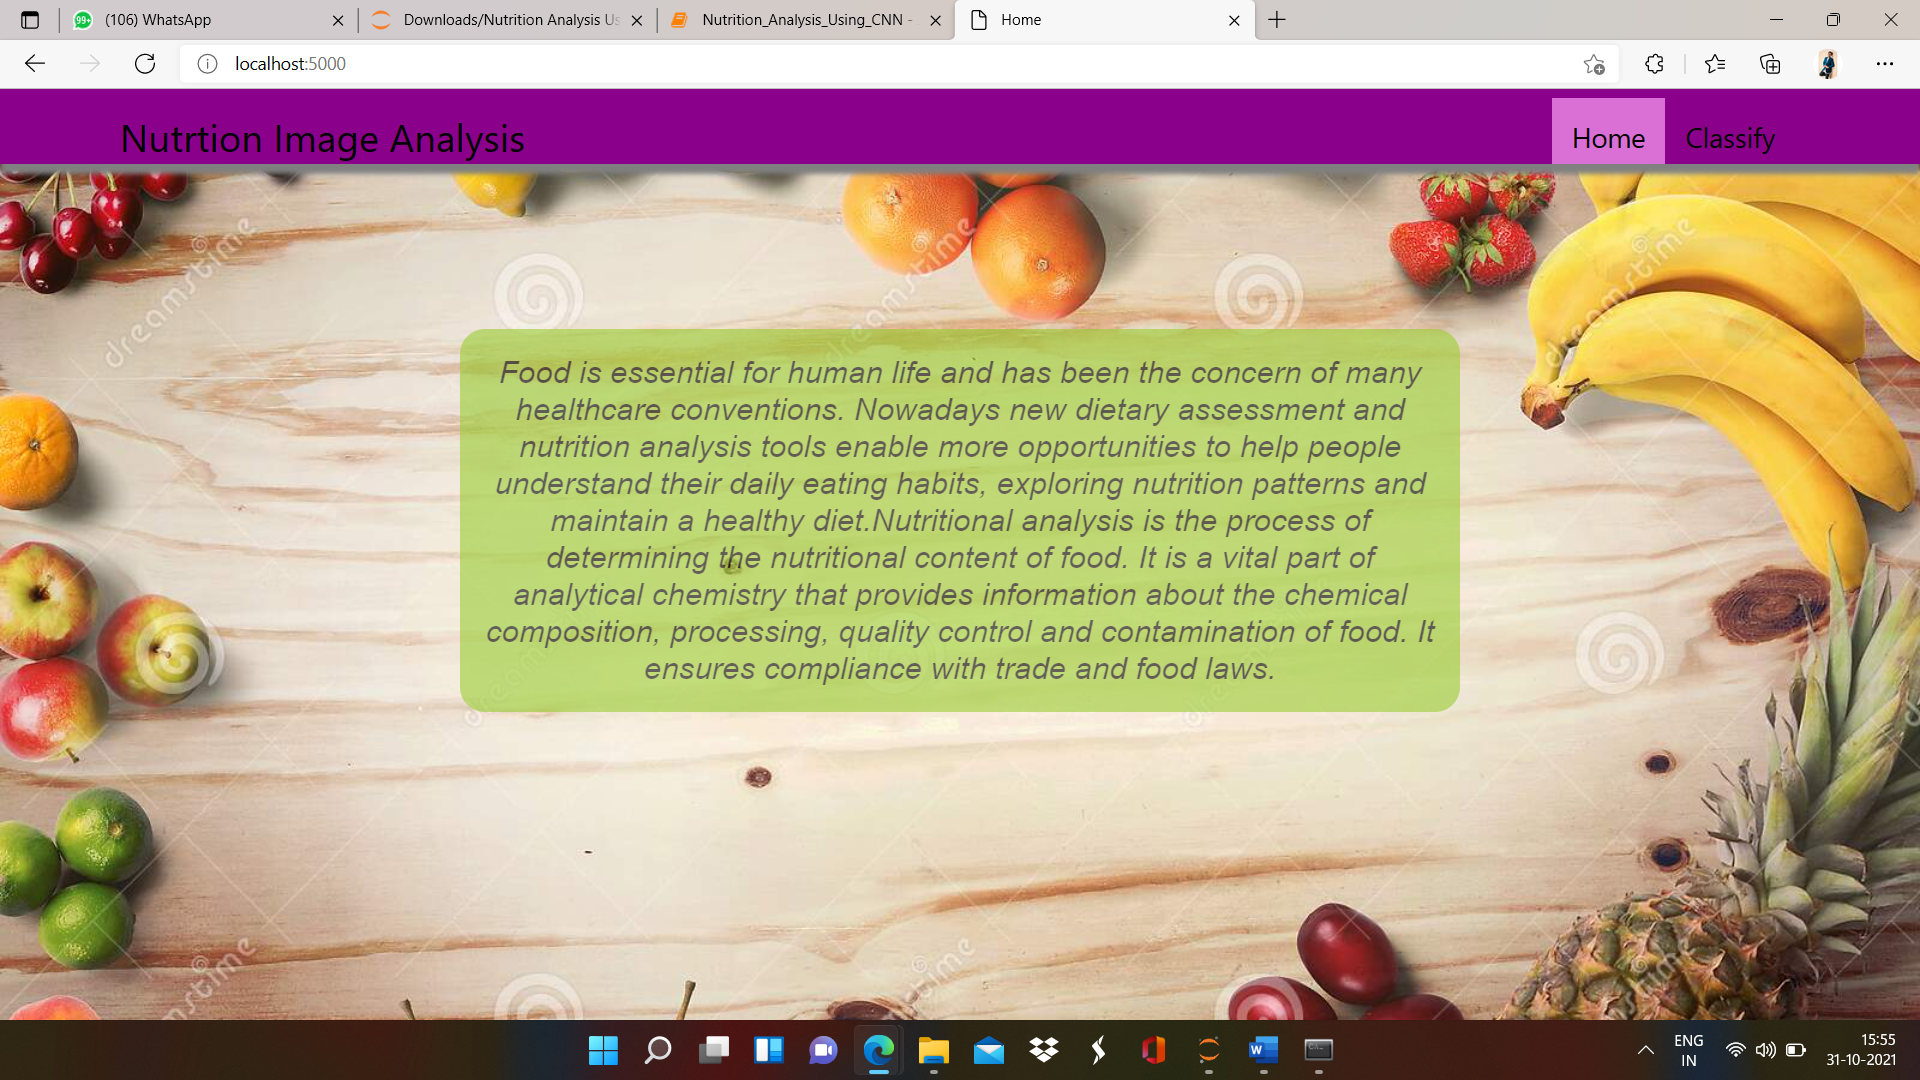 99+
(106) WhatsApp
Downloads/Nutrition Analysis Us
Nutrition_Analysis_Using_CNN -
Home
localhost:5000
Nutrtion Image Analysis
Home
Classify
dreamstime
dreamstime
dreamstime
Food is essential for human life and has been the concern of many
healthcare conventions. Nowadays new dietary assessment and
nutrition analysis tools enable more opportunities to help people
understand their daily eating habits, exploring nutrition patterns and
maintain a healthy diet.Nutritional analysis is the process of
determining the nutritional content of food. It is a vital part of
analytical chemistry that provides information about the chemical
composition, processing, quality control and contamination of food. It
ensures compliance with trade and food laws.
ENG
IN
15:55
31-10-2021